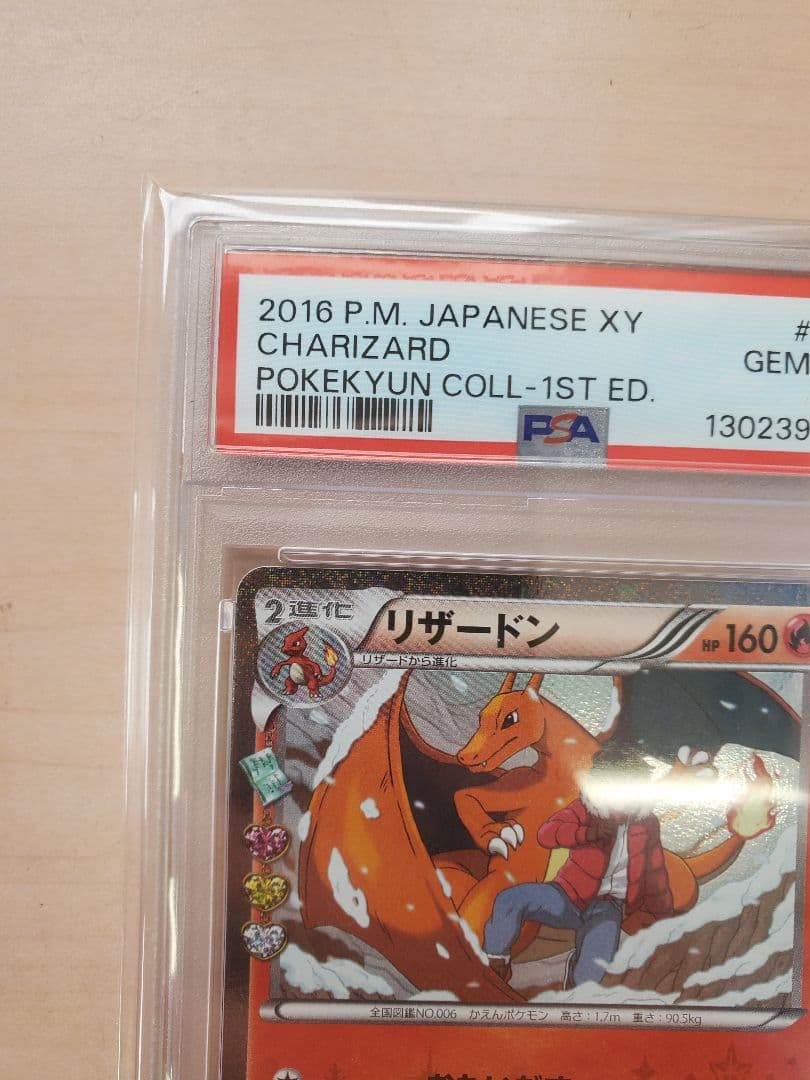 2016 P.M. JAPANESE XY
#
CHARIZARD
GEM
POKEKYUN COLL-1ST ED.
PSA
130239
2進化
リザードン
HP 160
リザードから進化
全国図鑑NO.006 かえんポケモン 高さ:1.7m 重さ:90.5kg